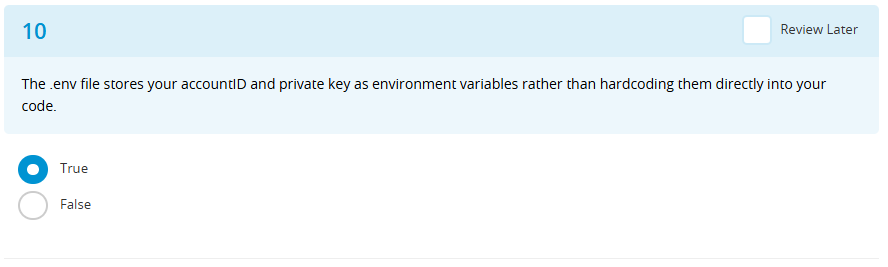 10
Review Later
The .env file stores your accountID and private key as environment variables rather than hardcoding them directly into your
code.
True
False